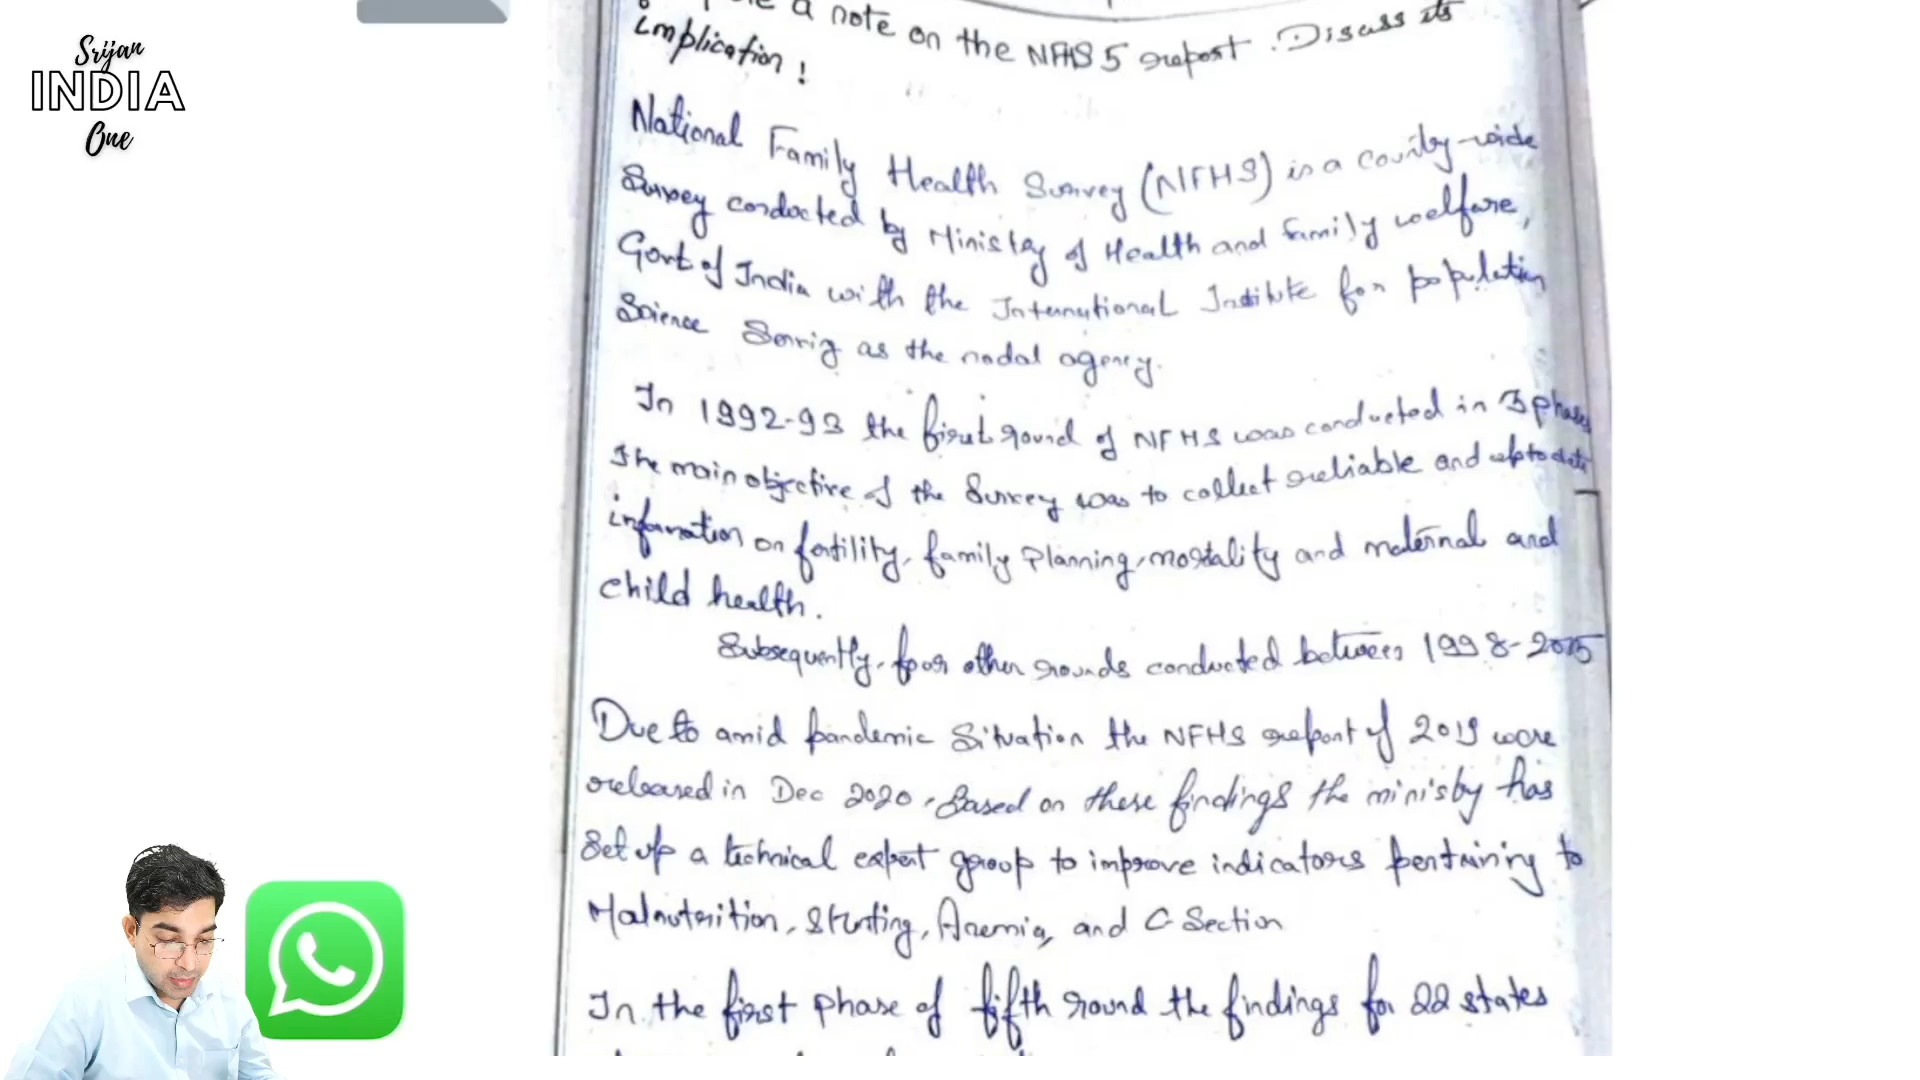 Srijan
INDIA
One
a note on the NFHS 5 report. Discuss its
implication!
National Family Health Survey (NFHS) is a country-wide
Survey conducted by Ministry of Health and family welfare,
Govt of India with the International Institute for population
Science Serving as the nodal agency.
In 1992-93 the first round of NFHS was conducted in 3 phases
The main objective of the Survey was to collect reliable and upto date
information on fertility, family Planning, mortality and maternal and
child health.
Subsequently, four other rounds conducted between 1998-2015
Due to amid pandemic Situation the NFHS report of 2019 were
released in Dec 2020. Based on these findings the ministry has
Set up a technical expert group to improve indicators pertaining to
Malnutrition, Stunting, Anemia, and C Section
In the first phase of fifth round the findings for 22 states